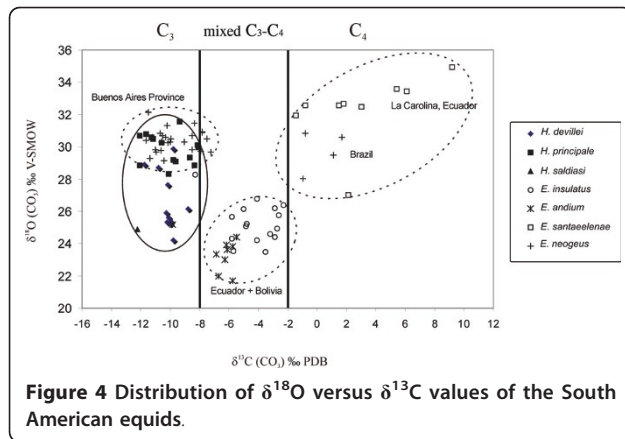 C₃ mixed C₃-C₄ C₄
36
34
32
30
28
26
24
22
20
δ¹⁸O (CO₃) ‰ V-SMOW
Buenos Aires Province
La Carolina, Ecuador
Brazil
Ecuador + Bolivia
-16 -14 -12 -10 -8 -6 -4 -2 0 2 4 6 8 10 12
δ¹³C (CO₃) ‰ PDB
H. devillei
H. principale
H. saldiasi
E. insulatus
E. andium
E. santaeelenae
E. neogeus
Figure 4 Distribution of δ¹⁸O versus δ¹³C values of the South
American equids.